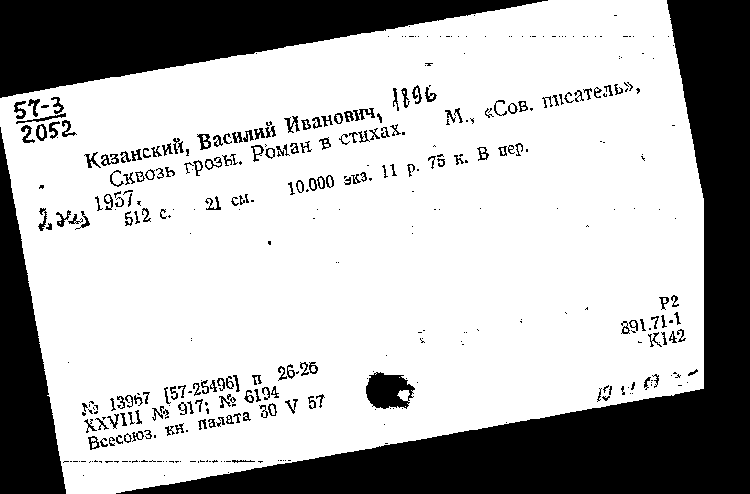 57-3
2052
Казанский, Василий Иванович, 1896
Сквозь грозы. Роман в стихах. М., «Сов. писатель»,
1957.
2 экз
512 с. 21 см. 10.000 экз. 11 р. 75 к. В пер.
Р2
891.71-1
К142
№ 13967 [57-25496] п 26-26
XXVIII № 917; № 6194
Всесоюз. кн. палата 30 V 57